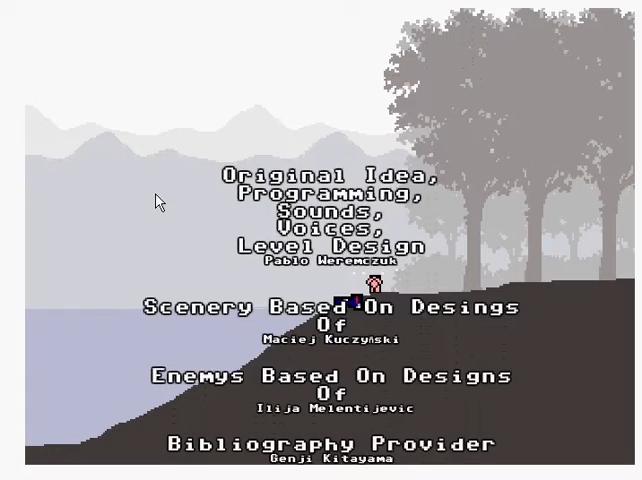 Original Idea,
Programming,
Sounds,
Voices,
Level Design
Pablo Weremczuk
Scenery Based On Desings
Of
Maciej Kuczyński
Enemys Based On Designs
Of
Ilija Melentijevic
Bibliography Provider
Genji Kitayama